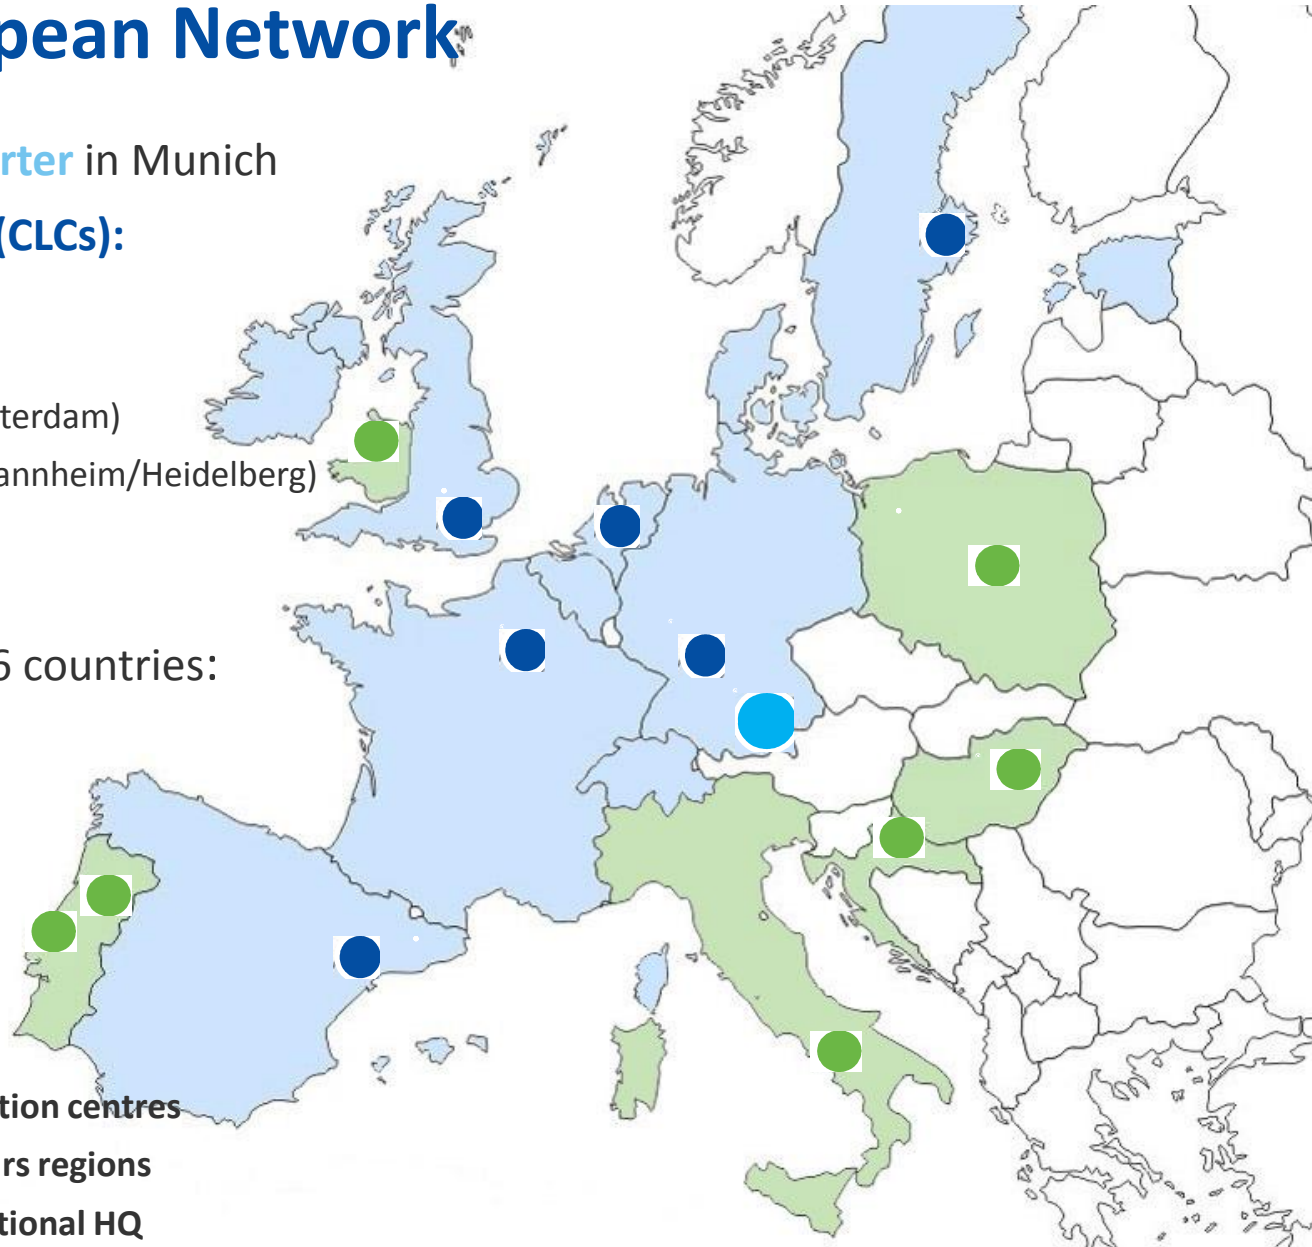 pean Network
rter in Munich
(CLCs):
terdam)
annheim/Heidelberg)
6 countries:
tion centres
rs regions
tional HQ